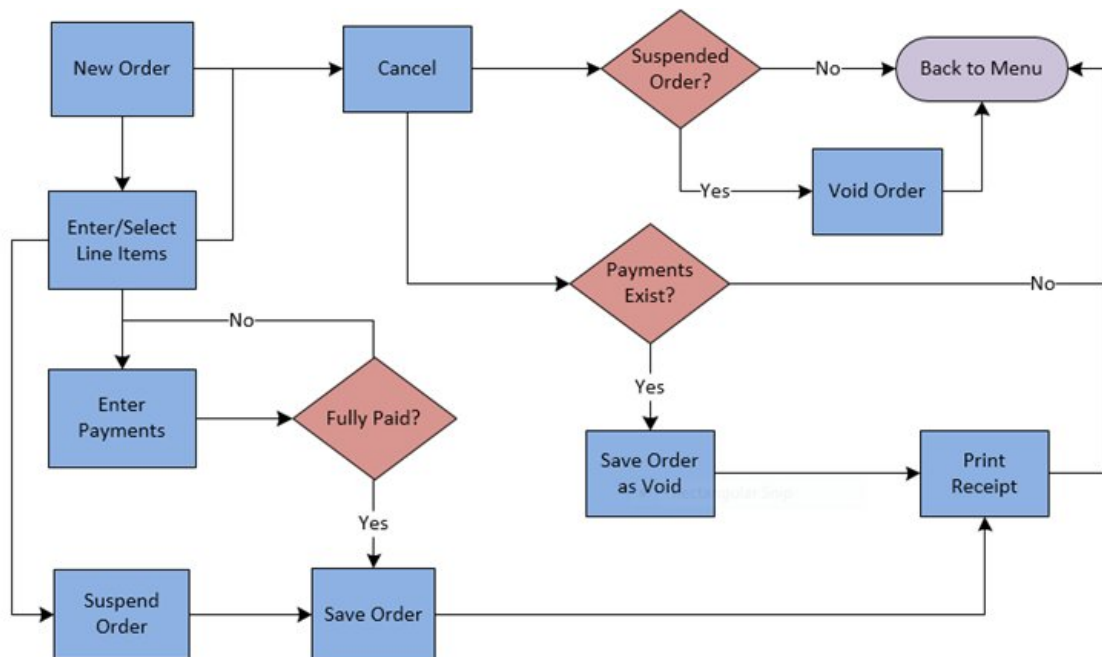 New Order
Cancel
Suspended
Order?
No
Back to Menu
Yes
Void Order
Enter/Select
Line Items
Payments
Exist?
No
No
Enter
Payments
Fully Paid?
Yes
Save Order
as Void
Print
Receipt
Yes
Suspend
Order
Save Order